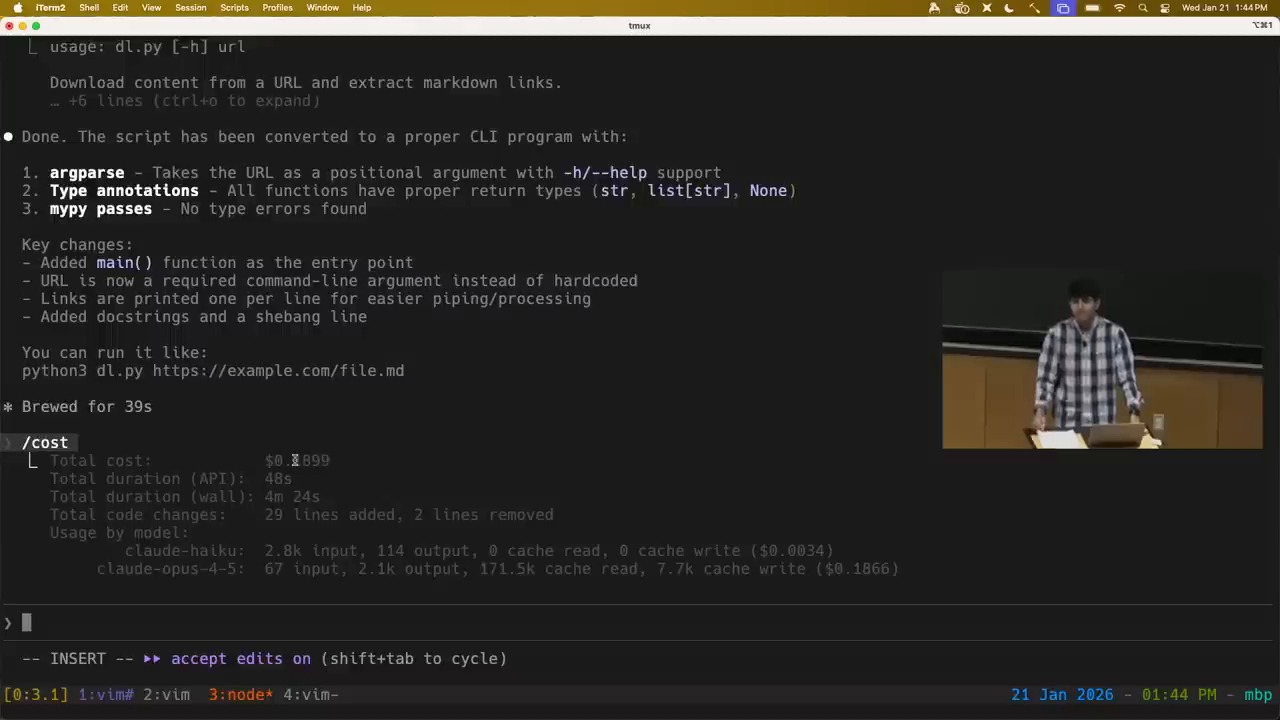 iTerm2 Shell Edit View Session Scripts Profiles Window Help Wed Jan 21 1:44 PM
tmux ⌥⌘1
usage: dl.py [-h] url
Download content from a URL and extract markdown links.
… +6 lines (ctrl+o to expand)
● Done. The script has been converted to a proper CLI program with:
1. argparse - Takes the URL as a positional argument with -h/--help support
2. Type annotations - All functions have proper return types (str, list[str], None)
3. mypy passes - No type errors found
Key changes:
- Added main() function as the entry point
- URL is now a required command-line argument instead of hardcoded
- Links are printed one per line for easier piping/processing
- Added docstrings and a shebang line
You can run it like:
python3 dl.py https://example.com/file.md
* Brewed for 39s
❯ /cost
Total cost: $0.1899
Total duration (API): 48s
Total duration (wall): 4m 24s
Total code changes: 29 lines added, 2 lines removed
Usage by model:
claude-haiku: 2.8k input, 114 output, 0 cache read, 0 cache write ($0.0034)
claude-opus-4-5: 67 input, 2.1k output, 171.5k cache read, 7.7k cache write ($0.1866)
❯
-- INSERT -- ▸▸ accept edits on (shift+tab to cycle)
[0:3.1] 1:vim# 2:vim 3:node* 4:vim- 21 Jan 2026 - 01:44 PM - mbp